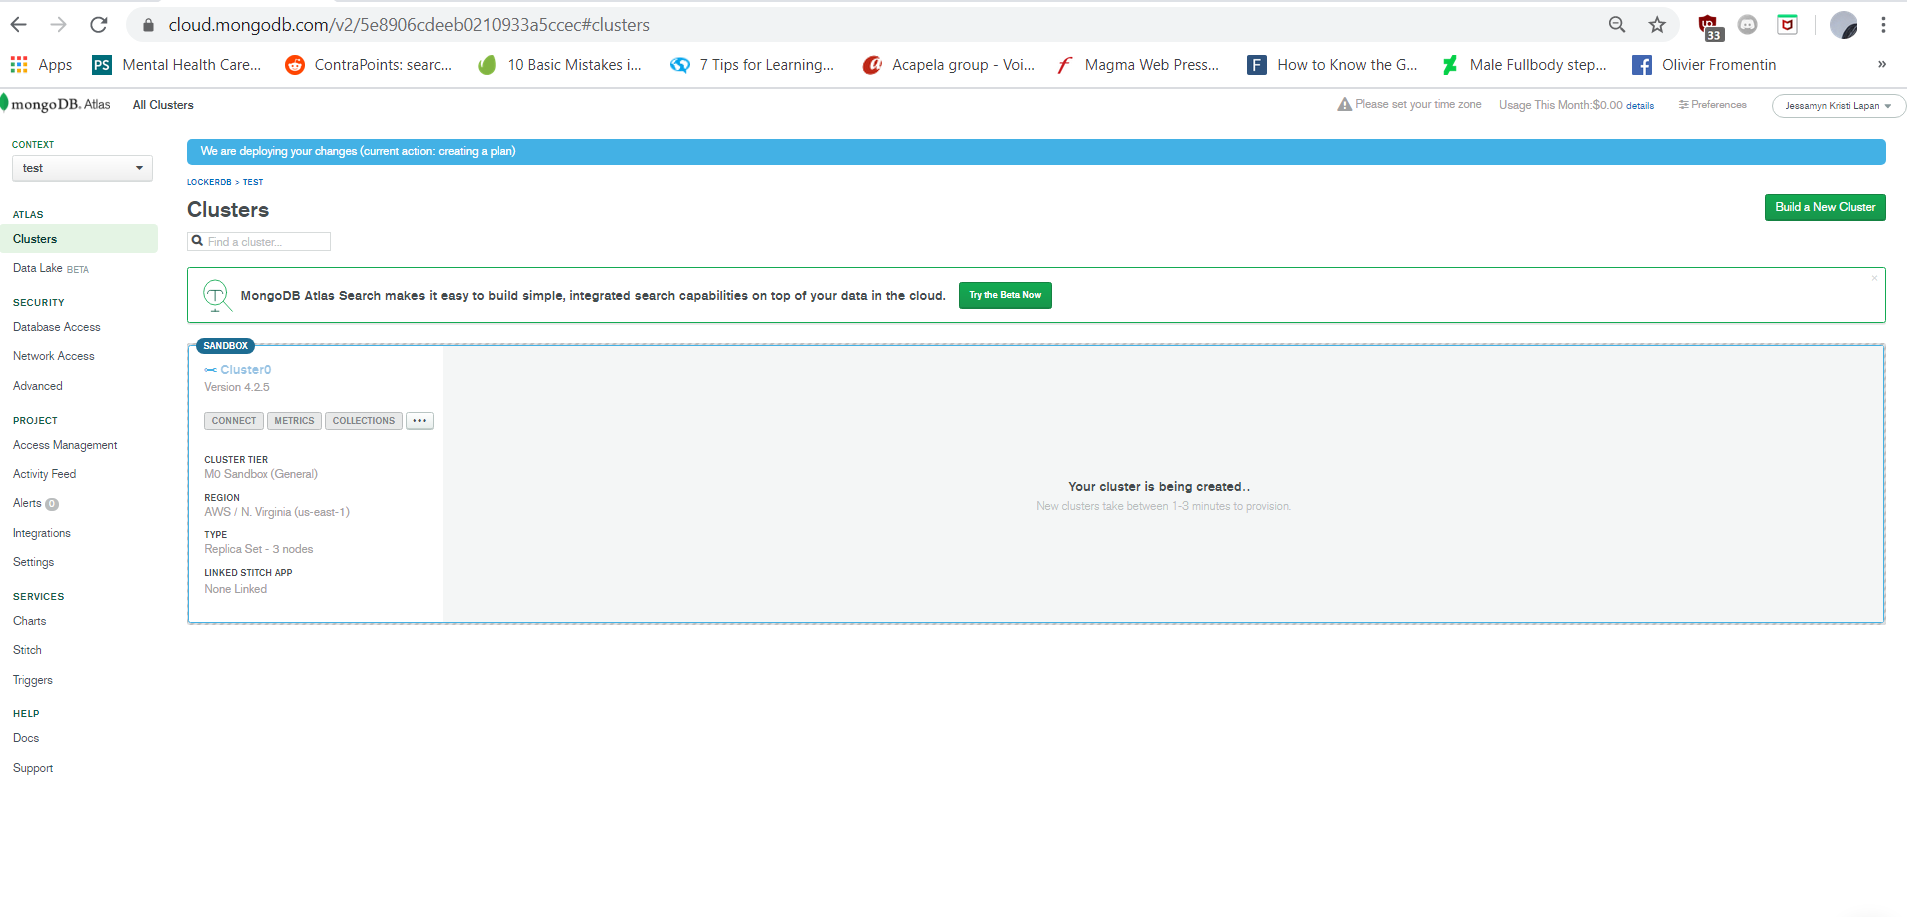 cloud.mongodb.com/v2/5e8906cdeeb0210933a5ccec#clusters
33
Apps
PS Mental Health Care...
ContraPoints: searc...
10 Basic Mistakes i...
7 Tips for Learning...
Acapela group - Voi...
Magma Web Press...
F How to Know the G...
Male Fullbody step...
Olivier Fromentin
»
mongoDB. Atlas
All Clusters
Please set your time zone
Usage This Month:$0.00 details
Preferences
Jessamyn Kristi Lapan
CONTEXT
test
ATLAS
Clusters
Data Lake BETA
SECURITY
Database Access
Network Access
Advanced
PROJECT
Access Management
Activity Feed
Alerts 0
Integrations
Settings
SERVICES
Charts
Stitch
Triggers
HELP
Docs
Support
We are deploying your changes (current action: creating a plan)
LOCKERDB > TEST
Clusters
Build a New Cluster
Find a cluster...
MongoDB Atlas Search makes it easy to build simple, integrated search capabilities on top of your data in the cloud.
Try the Beta Now
×
SANDBOX
Cluster0
Version 4.2.5
CONNECT METRICS COLLECTIONS ...
CLUSTER TIER
M0 Sandbox (General)
REGION
AWS / N. Virginia (us-east-1)
TYPE
Replica Set - 3 nodes
LINKED STITCH APP
None Linked
Your cluster is being created..
New clusters take between 1-3 minutes to provision.